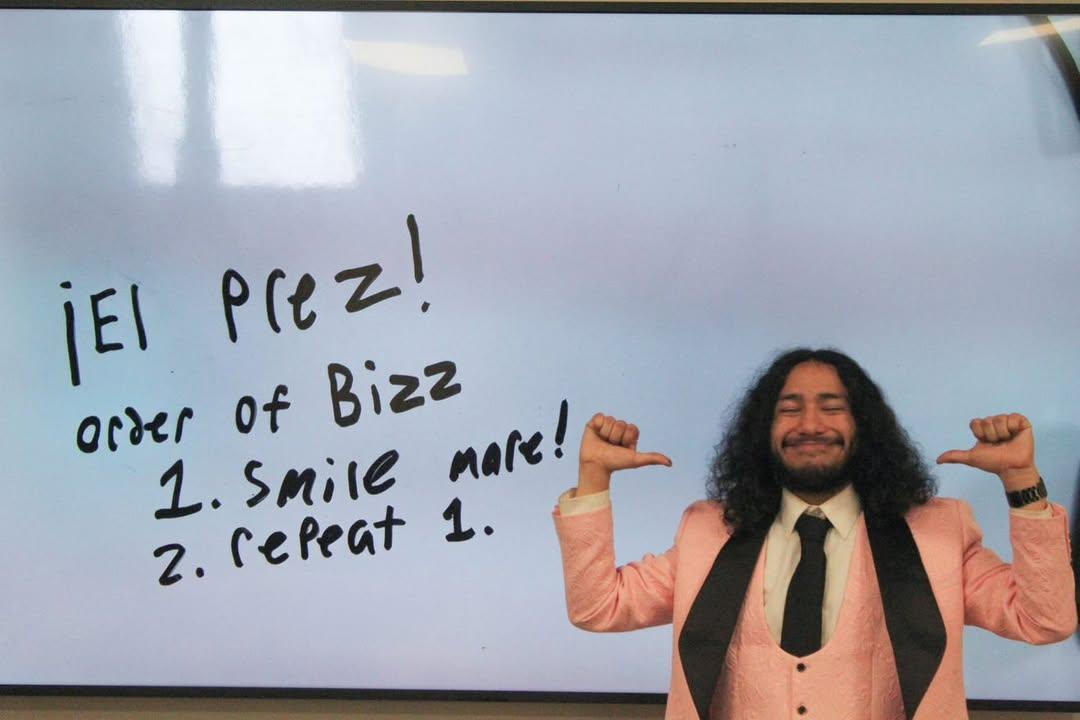 ¡El Prez!
order of Bizz
1. Smile more!
2. repeat 1.